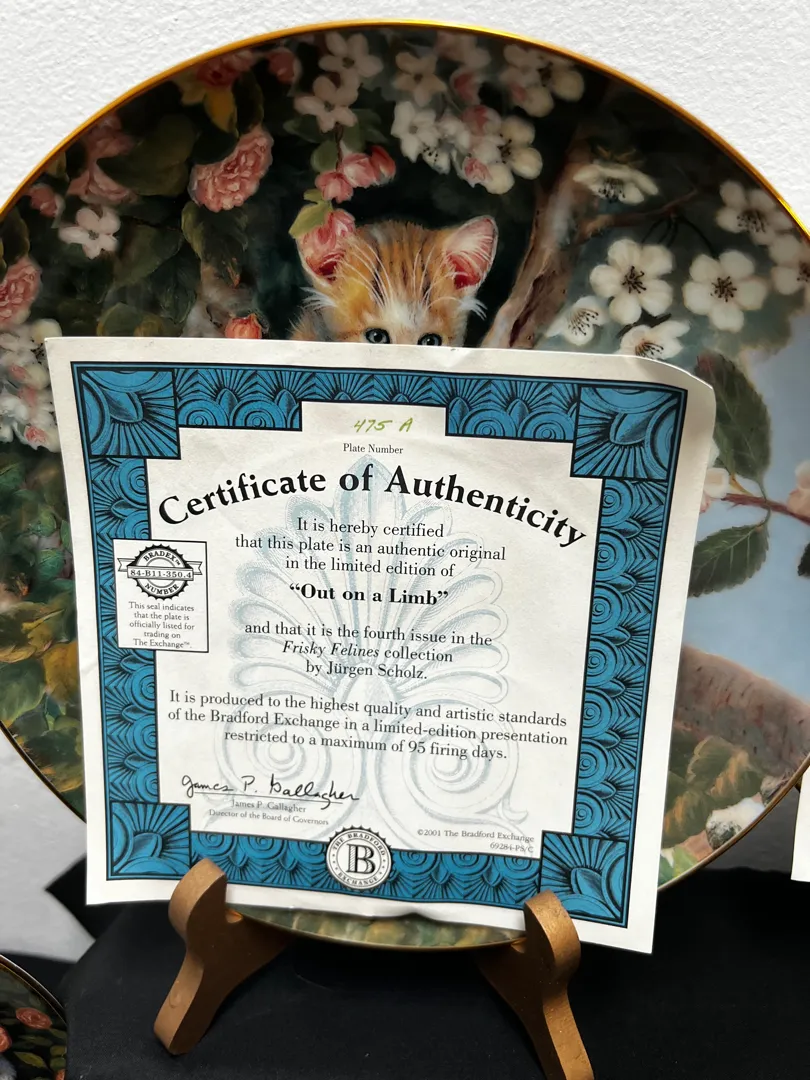 475 A
Plate Number
Certificate of Authenticity
It is hereby certified
that this plate is an authentic original
in the limited edition of
“Out on a Limb”
and that it is the fourth issue in the
Frisky Felines collection
by Jürgen Scholz.
It is produced to the highest quality and artistic standards
of the Bradford Exchange in a limited-edition presentation
restricted to a maximum of 95 firing days.
BRADEX™
84-B11-350.4
NUMBER
This seal indicates
that the plate is
officially listed for
trading on
The Exchange™.
James P. Gallagher
James P. Gallagher
Director of the Board of Governors
THE BRADFORD
B
EXCHANGE
©2001 The Bradford Exchange
69284-PS/C